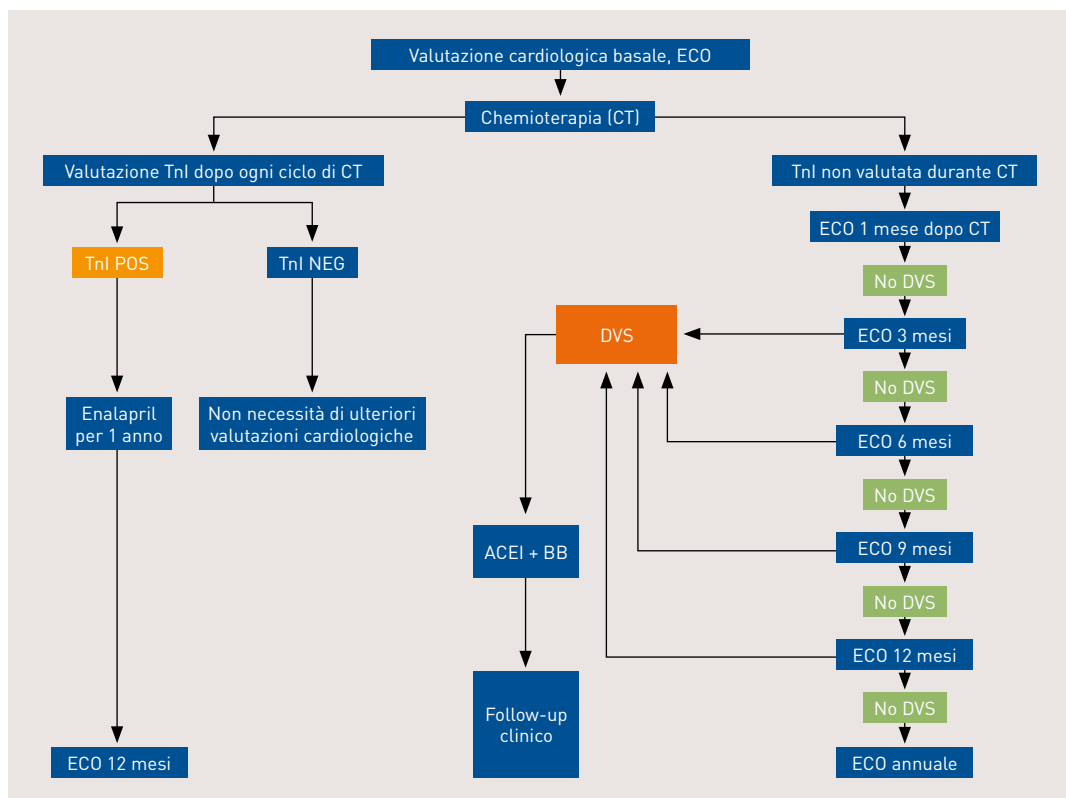 Valutazione cardiologica basale, ECO
Chemioterapia (CT)
Valutazione TnI dopo ogni ciclo di CT
TnI non valutata durante CT
ECO 1 mese dopo CT
TnI POS
TnI NEG
No DVS
DVS
ECO 3 mesi
No DVS
Enalapril
per 1 anno
Non necessità di ulteriori
valutazioni cardiologiche
ECO 6 mesi
No DVS
ACEI + BB
ECO 9 mesi
No DVS
ECO 12 mesi
Follow-up
clinico
No DVS
ECO 12 mesi
ECO annuale